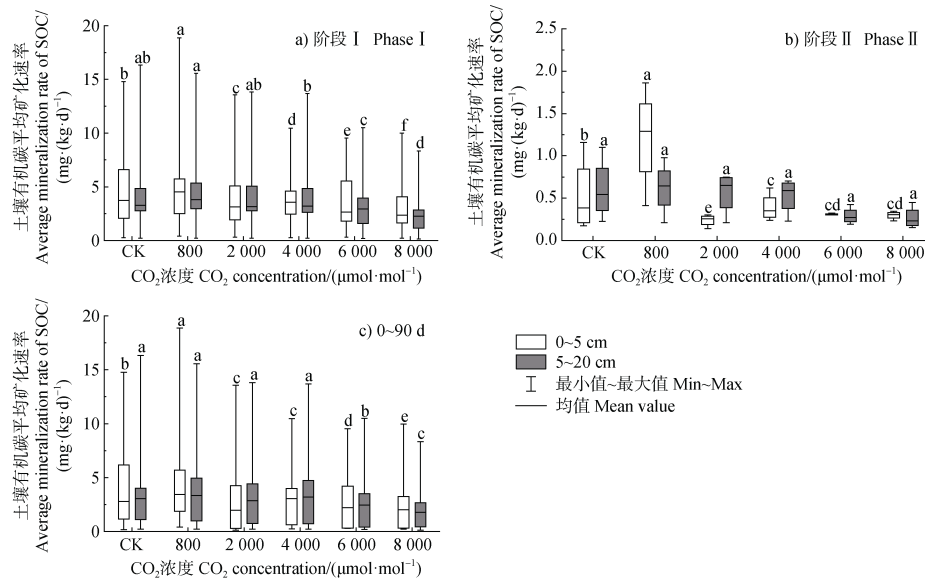 土壤有机碳平均矿化速率
Average mineralization rate of SOC/
(mg·(kg·d)⁻¹)
20
15
10
5
0
a) 阶段Ⅰ PhaseⅠ
b ab a a c ab d b e c f d
CK 800 2 000 4 000 6 000 8 000
CO₂浓度 CO₂ concentration/(μmol·mol⁻¹)
土壤有机碳平均矿化速率
Average mineralization rate of SOC/
(mg·(kg·d)⁻¹)
2.5
2.0
1.5
1.0
0.5
0.0
b) 阶段Ⅱ PhaseⅡ
b a a a e a c a cd a cd a
CK 800 2 000 4 000 6 000 8 000
CO₂浓度 CO₂ concentration/(μmol·mol⁻¹)
土壤有机碳平均矿化速率
Average mineralization rate of SOC/
(mg·(kg·d)⁻¹)
20
15
10
5
0
c) 0~90 d
b a a a c a c a d b e c
CK 800 2 000 4 000 6 000 8 000
CO₂浓度 CO₂ concentration/(μmol·mol⁻¹)
0~5 cm
5~20 cm
最小值~最大值 Min~Max
均值 Mean value